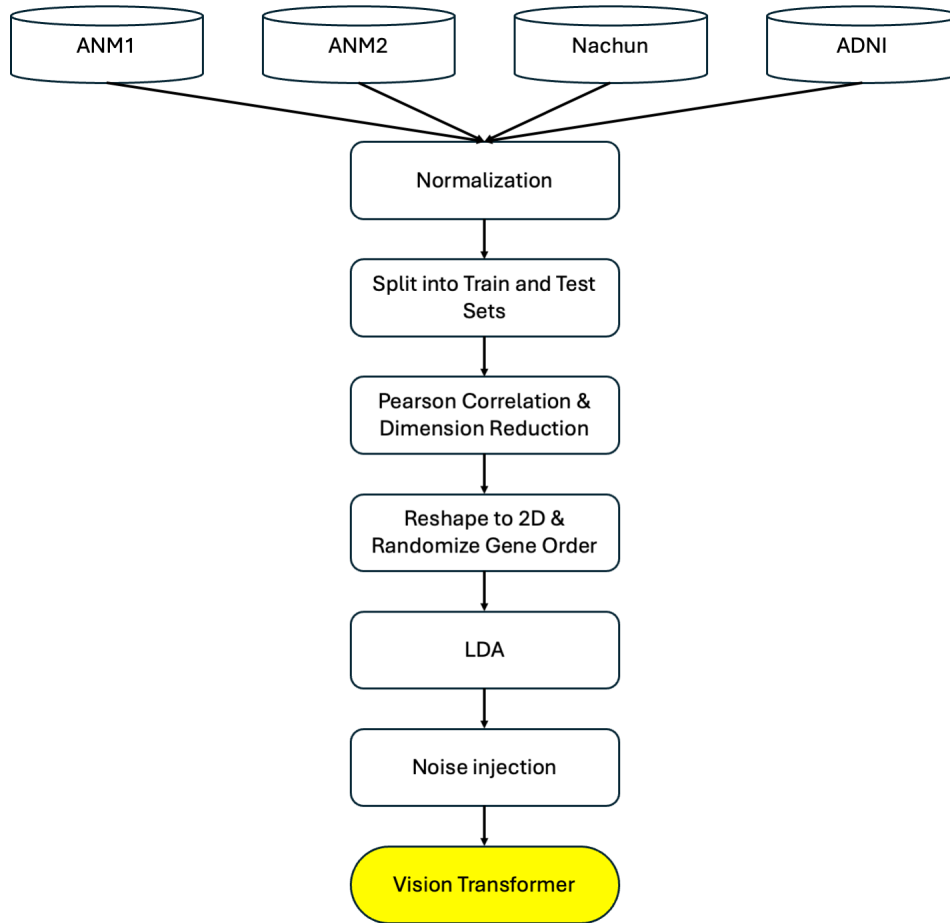 ANM1
ANM2
Nachun
ADNI
Normalization
Split into Train and Test
Sets
Pearson Correlation &
Dimension Reduction
Reshape to 2D &
Randomize Gene Order
LDA
Noise injection
Vision Transformer